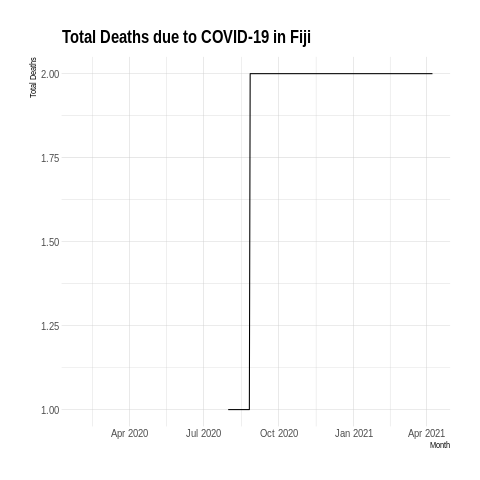 Total Deaths due to COVID-19 in Fiji
Total Deaths
2.00
1.75
1.50
1.25
1.00
Apr 2020
Jul 2020
Oct 2020
Jan 2021
Apr 2021
Month